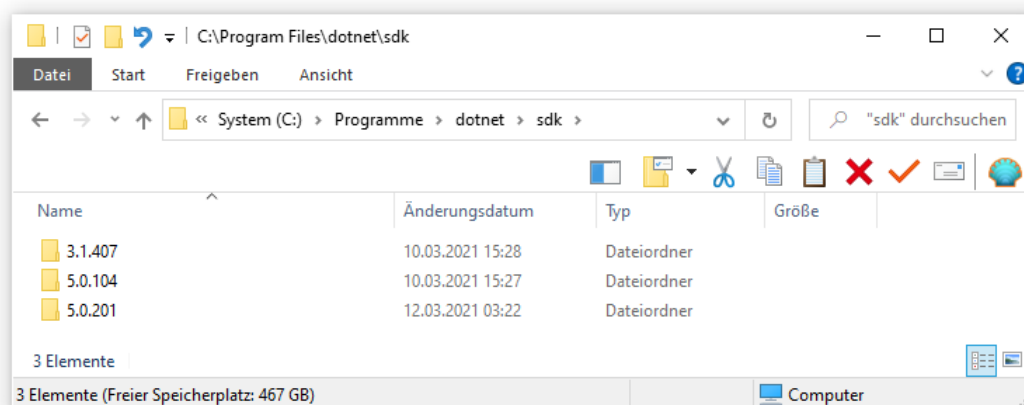 C:\Program Files\dotnet\sdk
Datei Start Freigeben Ansicht ?
« System (C:) > Programme > dotnet > sdk > "sdk" durchsuchen
Name Änderungsdatum Typ Größe
3.1.407 10.03.2021 15:28 Dateiordner
5.0.104 10.03.2021 15:27 Dateiordner
5.0.201 12.03.2021 03:22 Dateiordner
3 Elemente
3 Elemente (Freier Speicherplatz: 467 GB) Computer